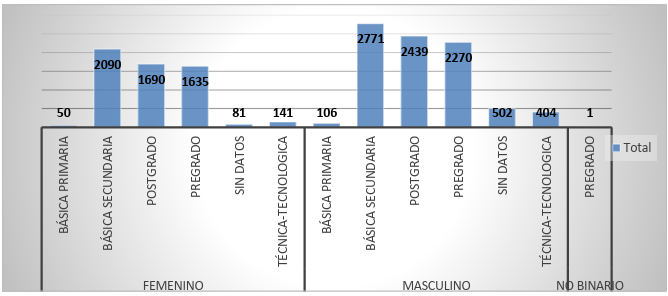 50
2090
1690
1635
81
141
106
2771
2439
2270
502
404
1
BÁSICA PRIMARIA
BÁSICA SECUNDARIA
POSTGRADO
PREGRADO
SIN DATOS
TÉCNICA-TECNOLOGICA
BÁSICA PRIMARIA
BÁSICA SECUNDARIA
POSTGRADO
PREGRADO
SIN DATOS
TÉCNICA-TECNOLOGICA
PREGRADO
FEMENINO
MASCULINO
NO BINARIO
Total